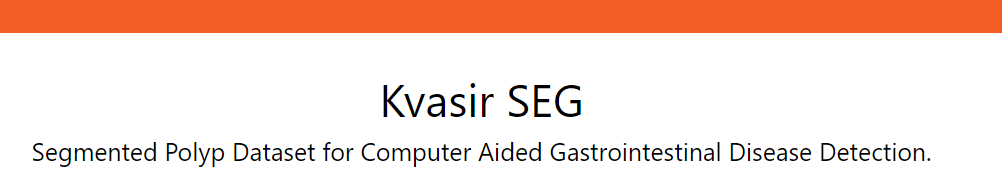 Kvasir SEG
Segmented Polyp Dataset for Computer Aided Gastrointestinal Disease Detection.